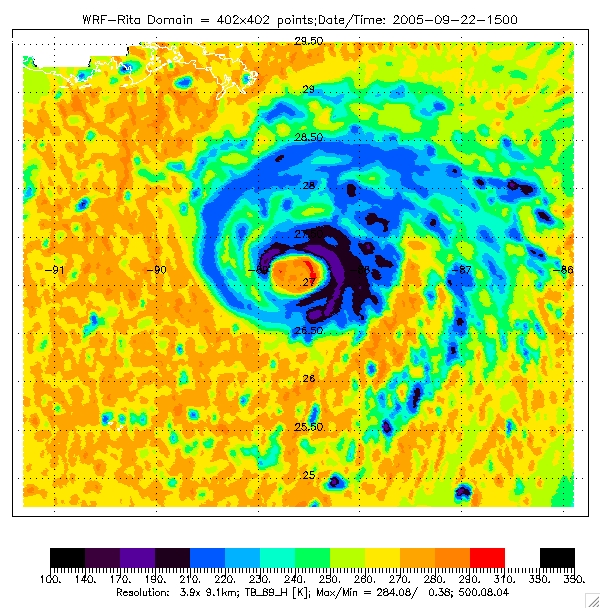 WRF-Rita Domain = 402x402 points;Date/Time: 2005-09-22-1500
29.50
29
28.50
28
-91 -90 -87 -86
27
26.50
26
25.50
25
100. 140. 170. 190. 210. 220. 230. 240. 250. 260. 270. 280. 290. 310. 330. 350.
Resolution: 3.9x 9.1km; TB_89_H [K]; Max/Min = 284.08/ 0.38; 500.08.04